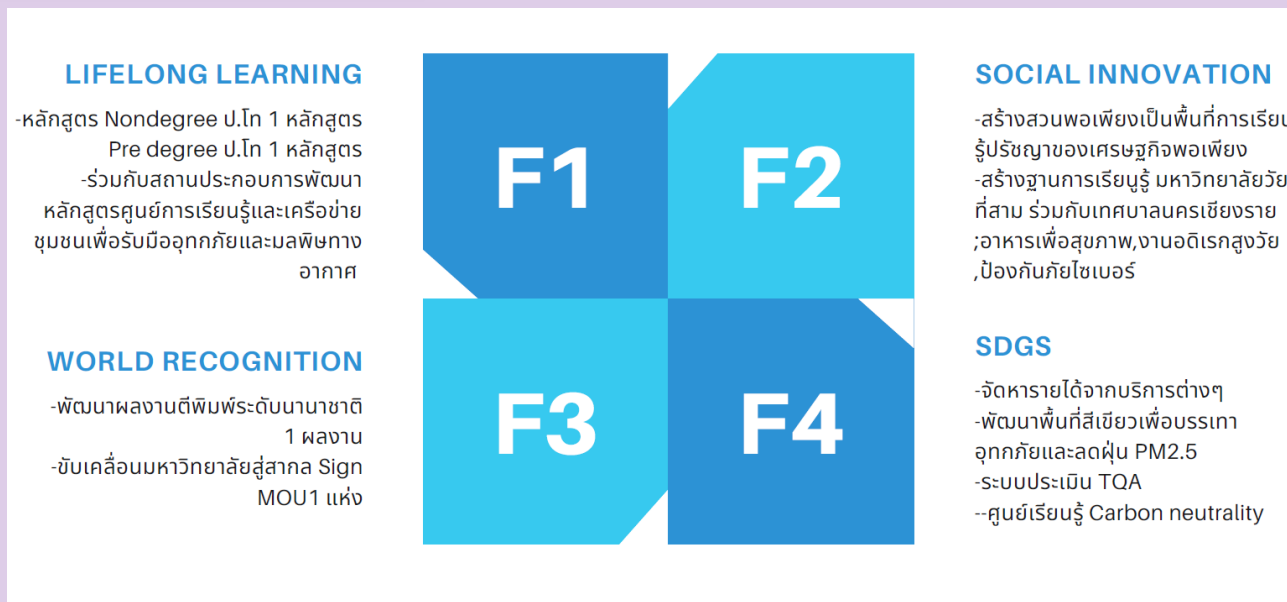 LIFELONG LEARNING
-หลักสูตร Nondegree ป.โท 1 หลักสูตร
Pre degree ป.โท 1 หลักสูตร
-ร่วมกับสถานประกอบการพัฒนา
หลักสูตรศูนย์การเรียนรู้และเครือข่าย
ชุมชนเพื่อรับมืออุทกภัยและมลพิษทาง
อากาศ
F1
F2
SOCIAL INNOVATION
-สร้างสวนพอเพียงเป็นพื้นที่การเรียน
รู้ปรัชญาของเศรษฐกิจพอเพียง
-สร้างฐานการเรียนูรู้ มหาวิทยาลัยวัย
ที่สาม ร่วมกับเทศบาลนครเชียงราย
;อาหารเพื่อสุขภาพ,งานอดิเรกสูงวัย
,ป้องกันภัยไซเบอร์
WORLD RECOGNITION
-พัฒนาผลงานตีพิมพ์ระดับนานาชาติ
1 ผลงาน
-ขับเคลื่อนมหาวิทยาลัยสู่สากล Sign
MOU1 แห่ง
F3
F4
SDGS
-จัดหารายได้จากบริการต่างๆ
-พัฒนาพื้นที่สีเขียวเพื่อบรรเทา
อุทกภัยและลดฝุ่น PM2.5
-ระบบประเมิน TQA
--ศูนย์เรียนรู้ Carbon neutrality